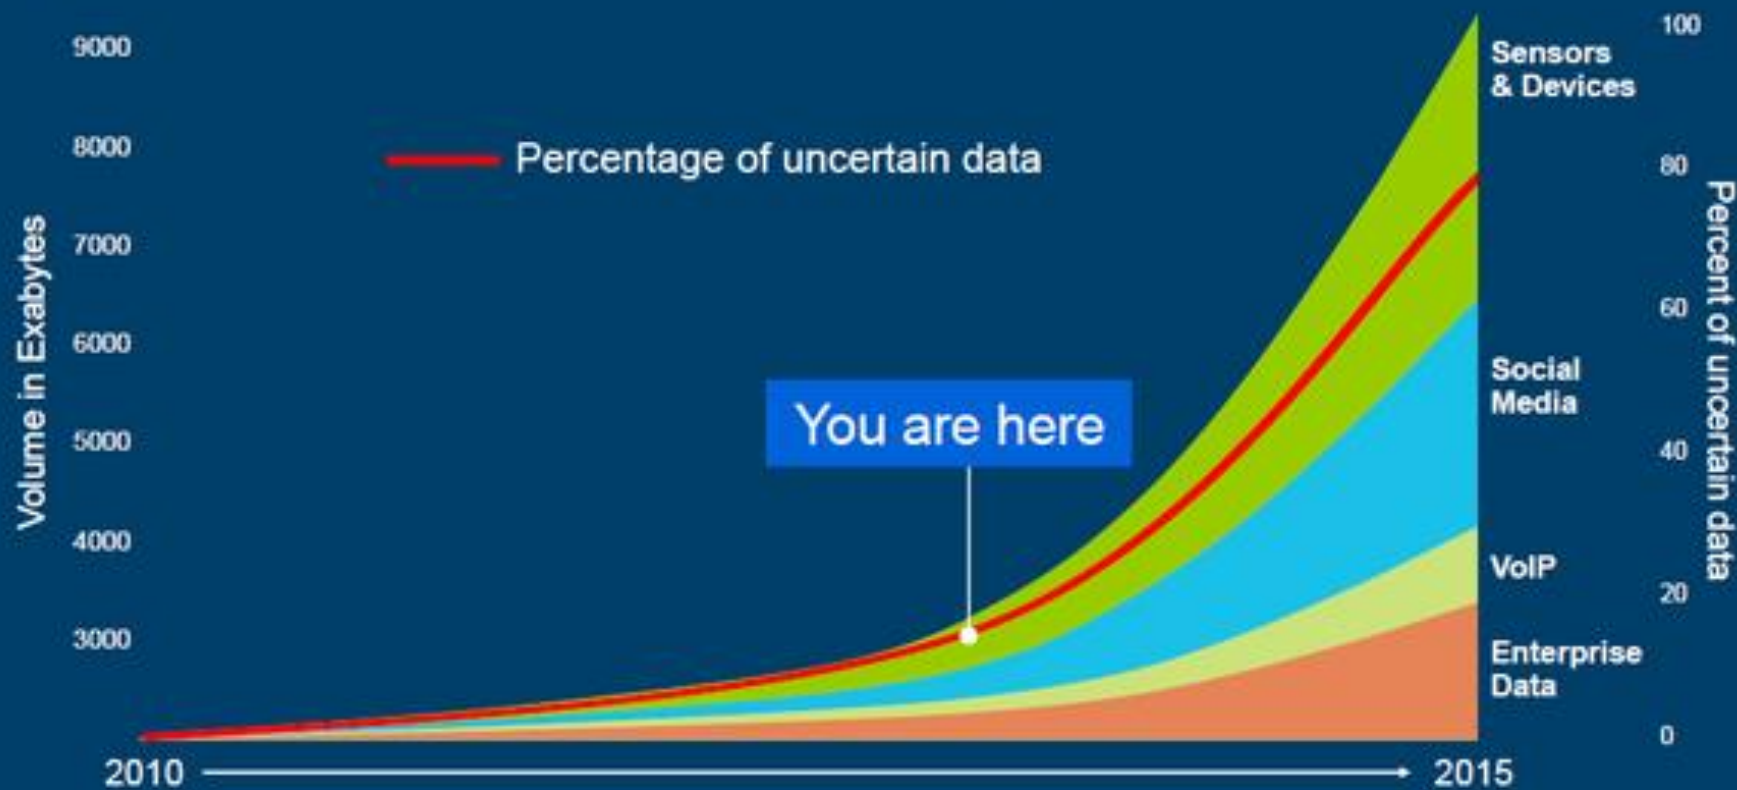 9000
8000
7000
6000
5000
4000
3000
Volume in Exabytes
Percentage of uncertain data
You are here
Sensors
& Devices
Social
Media
VoIP
Enterprise
Data
100
80
60
40
20
0
Percent of uncertain data
2010
2015